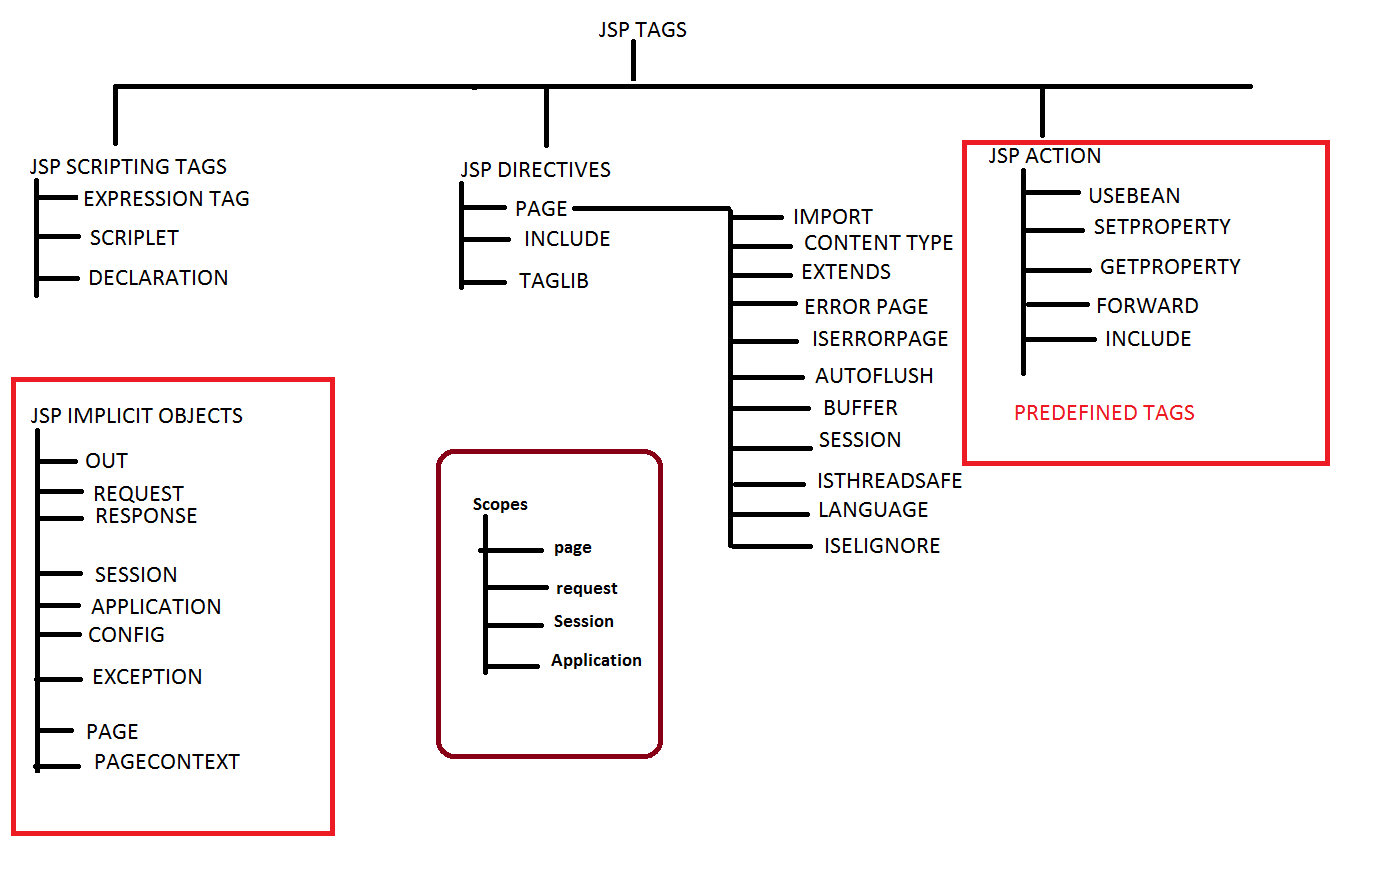 JSP TAGS
JSP SCRIPTING TAGS
EXPRESSION TAG
SCRIPLET
DECLARATION
JSP DIRECTIVES
PAGE
INCLUDE
TAGLIB
IMPORT
CONTENT TYPE
EXTENDS
ERROR PAGE
ISERRORPAGE
AUTOFLUSH
BUFFER
SESSION
ISTHREADSAFE
LANGUAGE
ISELIGNORE
JSP ACTION
USEBEAN
SETPROPERTY
GETPROPERTY
FORWARD
INCLUDE
PREDEFINED TAGS
JSP IMPLICIT OBJECTS
OUT
REQUEST
RESPONSE
SESSION
APPLICATION
CONFIG
EXCEPTION
PAGE
PAGECONTEXT
Scopes
page
request
Session
Application